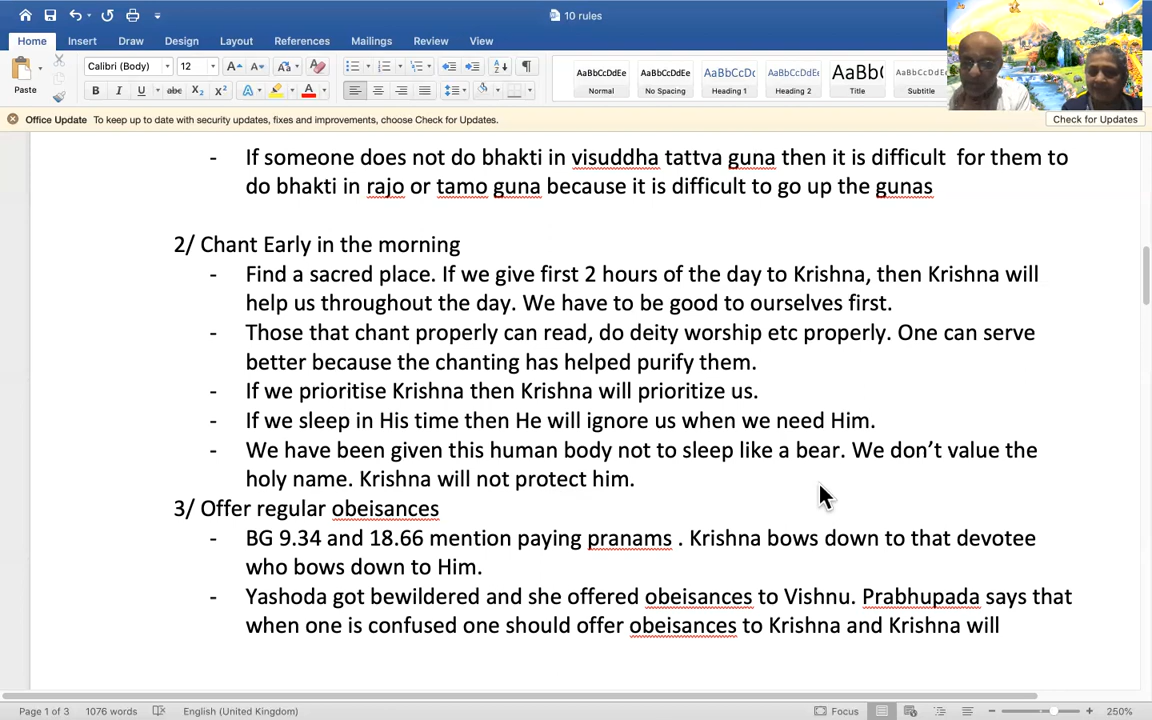 10 rules
Home Insert Draw Design Layout References Mailings Review View
Paste
Calibri (Body) 12
B I U abc X₂ X² A A
AaBbCcDdEe AaBbCcDdEe AaBbCcDc AaBbCcDdEe AaBb( AaBbCcDdEe
Normal No Spacing Heading 1 Heading 2 Title Subtitle
Office Update To keep up to date with security updates, fixes and improvements, choose Check for Updates. Check for Updates
- If someone does not do bhakti in visuddha tattva guna then it is difficult for them to
do bhakti in rajo or tamo guna because it is difficult to go up the gunas
2/ Chant Early in the morning
- Find a sacred place. If we give first 2 hours of the day to Krishna, then Krishna will
help us throughout the day. We have to be good to ourselves first.
- Those that chant properly can read, do deity worship etc properly. One can serve
better because the chanting has helped purify them.
- If we prioritise Krishna then Krishna will prioritize us.
- If we sleep in His time then He will ignore us when we need Him.
- We have been given this human body not to sleep like a bear. We don’t value the
holy name. Krishna will not protect him.
3/ Offer regular obeisances
- BG 9.34 and 18.66 mention paying pranams . Krishna bows down to that devotee
who bows down to Him.
- Yashoda got bewildered and she offered obeisances to Vishnu. Prabhupada says that
when one is confused one should offer obeisances to Krishna and Krishna will
Page 1 of 3 1076 words English (United Kingdom) Focus 250%